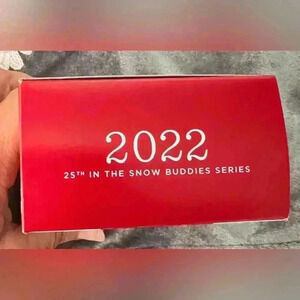 2022
25TH IN THE SNOW BUDDIES SERIES